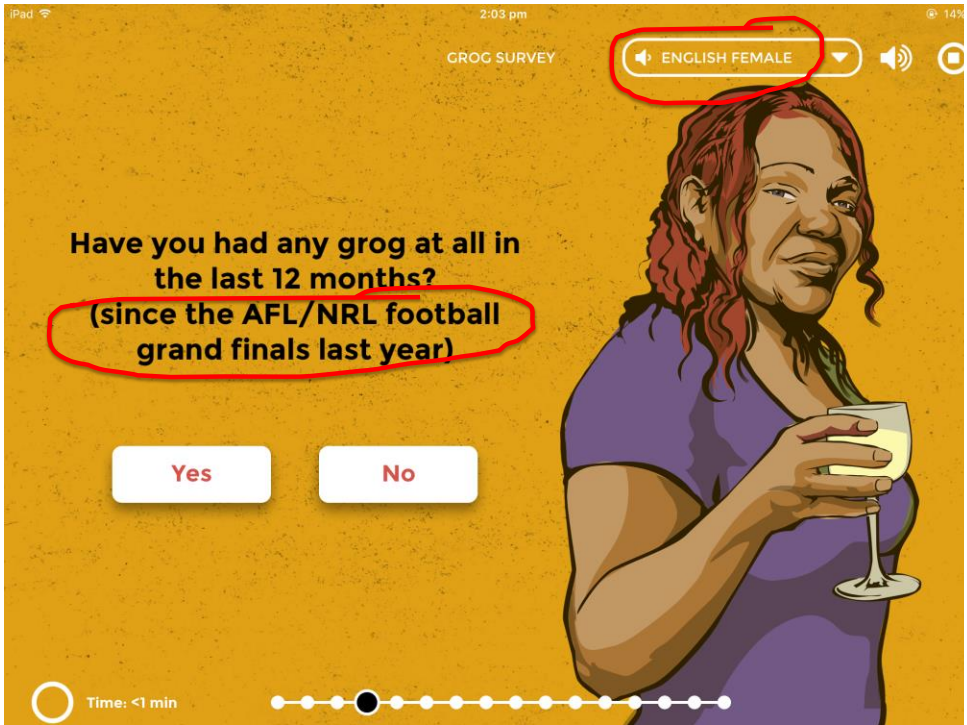 iPad 2:03 pm 14%
GROG SURVEY ENGLISH FEMALE
Have you had any grog at all in
the last 12 months?
(since the AFL/NRL football
grand finals last year)
Yes No
Time: <1 min